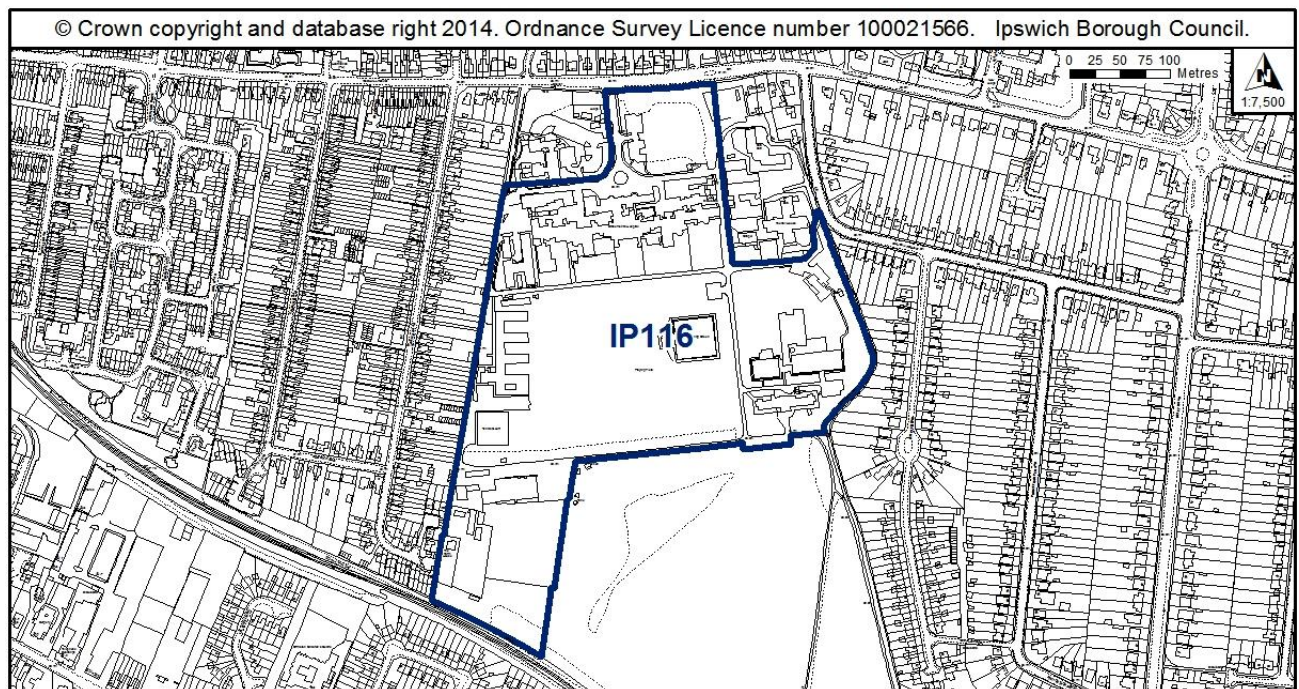 © Crown copyright and database right 2014. Ordnance Survey Licence number 100021566. Ipswich Borough Council.
0 25 50 75 100
Metres
N
1:7,500
IP116